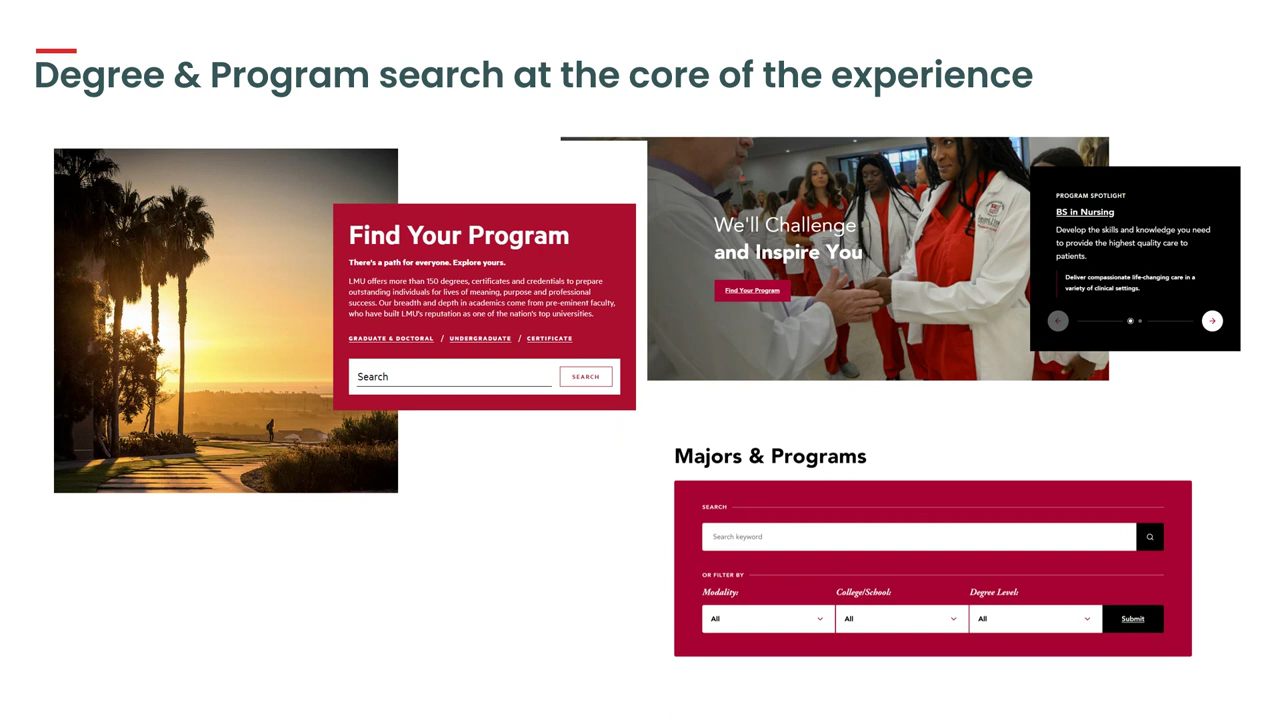 Degree & Program search at the core of the experience
Find Your Program
There's a path for everyone. Explore yours.
LMU offers more than 150 degrees, certificates and credentials to prepare
outstanding individuals for lives of meaning, purpose and professional
success. Our breadth and depth in academics come from pre-eminent faculty,
who have built LMU's reputation as one of the nation's top universities.
GRADUATE & DOCTORAL / UNDERGRADUATE / CERTIFICATE
Search SEARCH
We'll Challenge
and Inspire You
Find Your Program
PROGRAM SPOTLIGHT
BS in Nursing
Develop the skills and knowledge you need
to provide the highest quality care to
patients.
Deliver compassionate life-changing care in a
variety of clinical settings.
Majors & Programs
SEARCH
Search keyword
OR FILTER BY
Modality: College/School: Degree Level:
All All All Submit